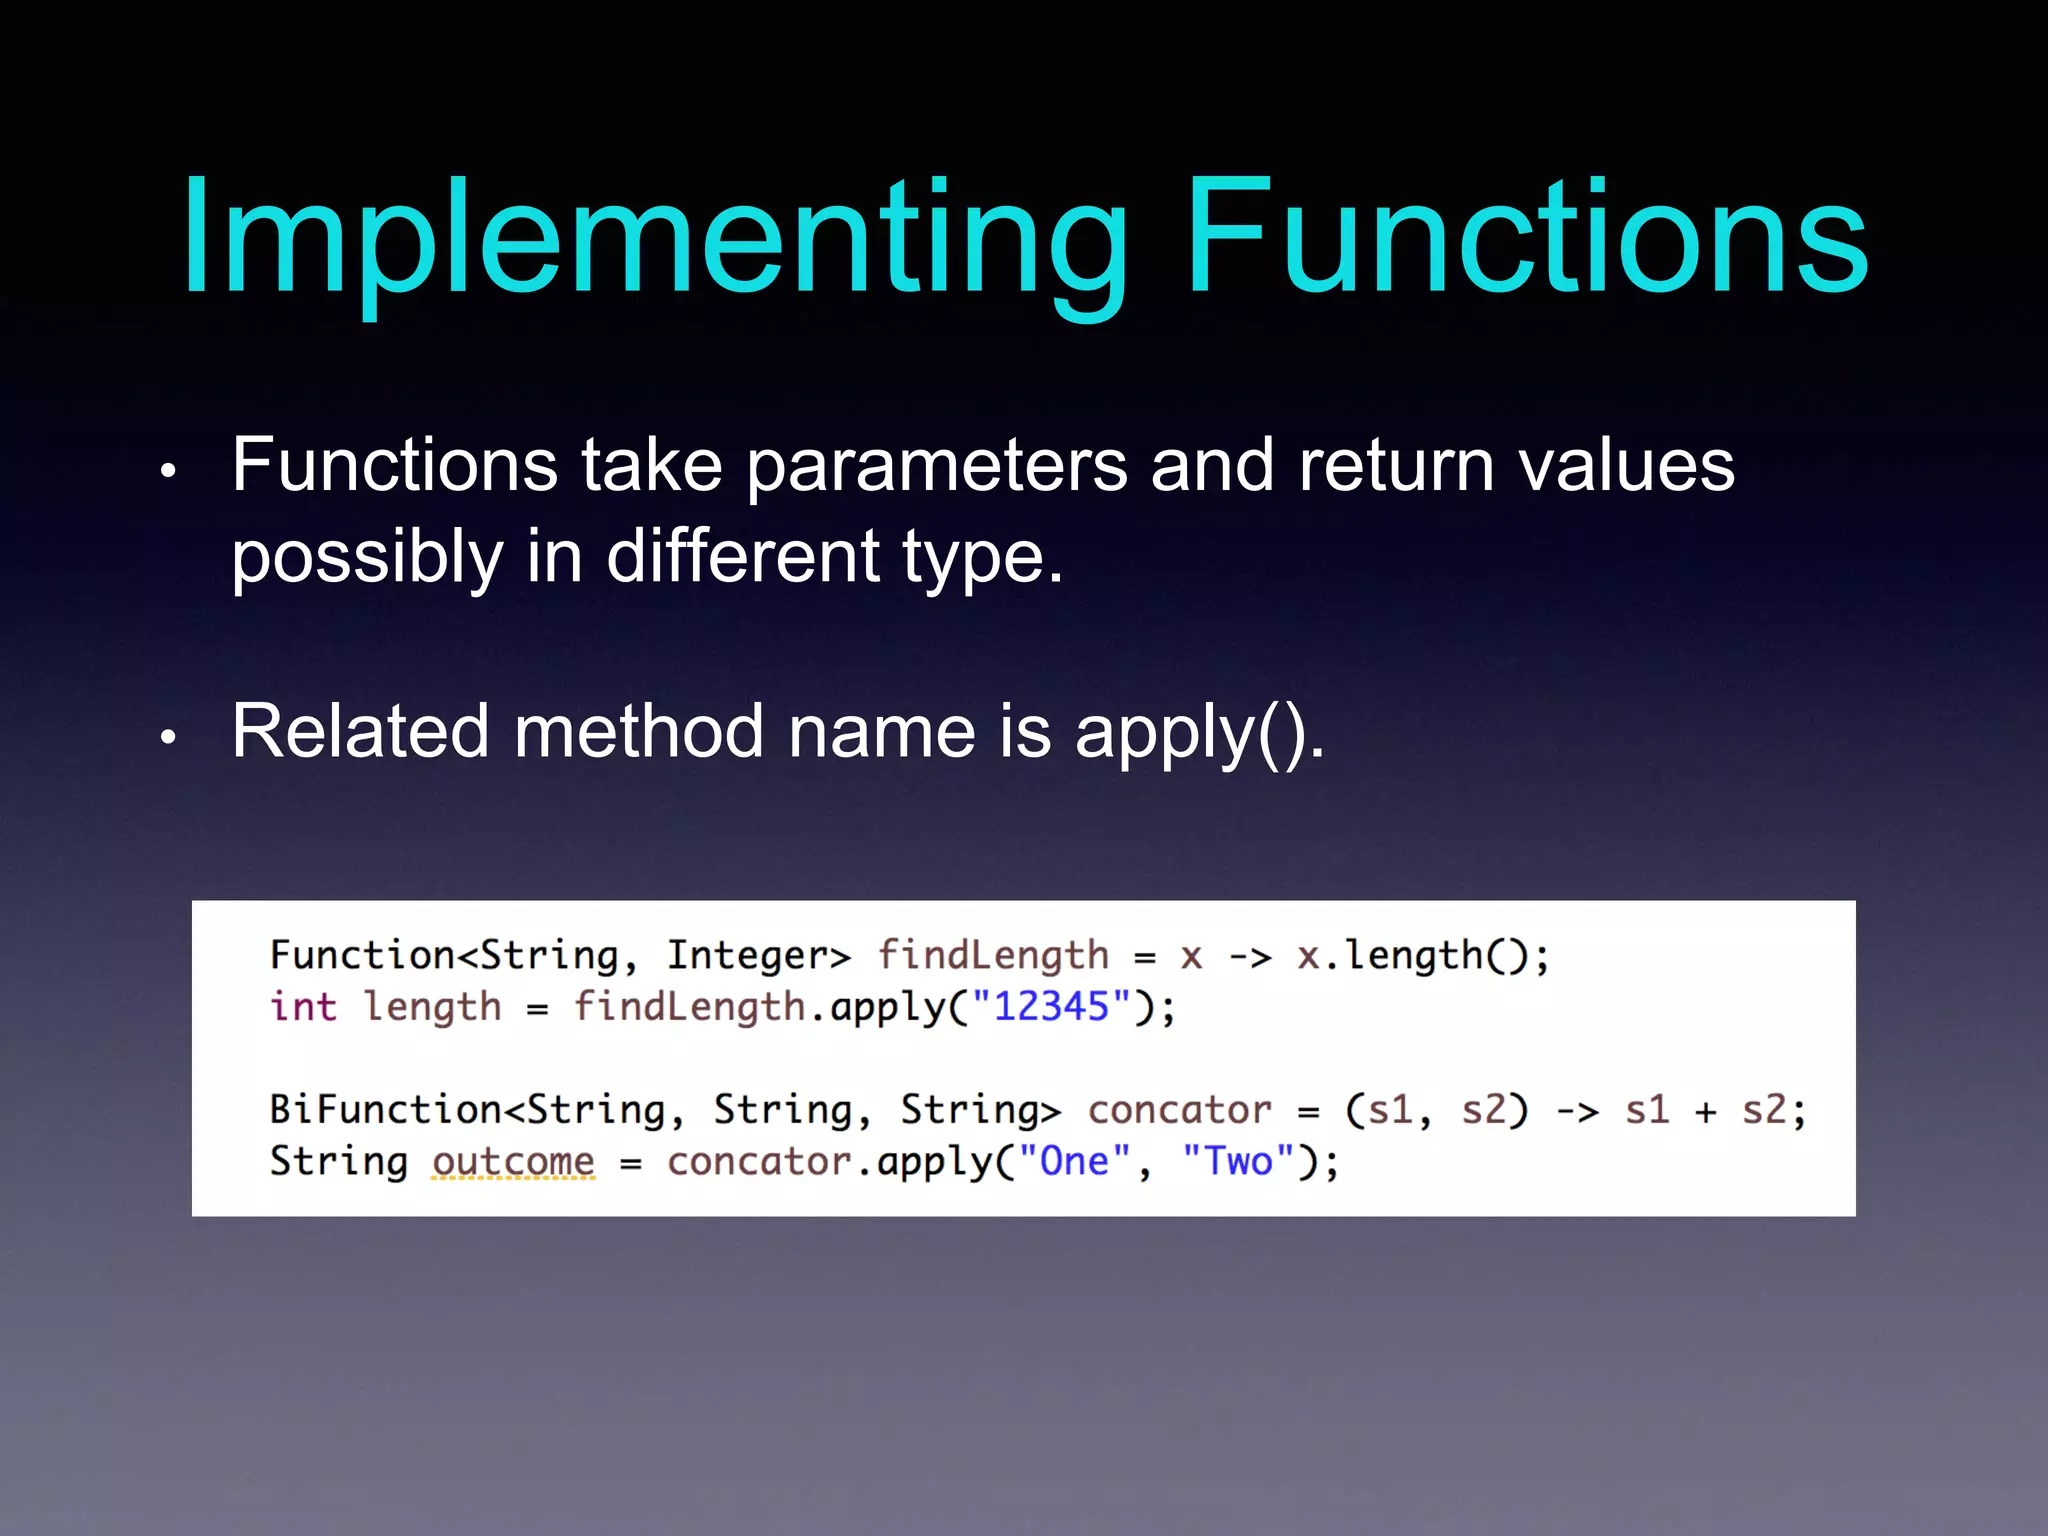 Implementing Functions
• Functions take parameters and return values
possibly in different type.
• Related method name is apply().
Function<String, Integer> findLength = x -> x.length();
int length = findLength.apply("12345");
BiFunction<String, String, String> concator = (s1, s2) -> s1 + s2;
String outcome = concator.apply("One", "Two");